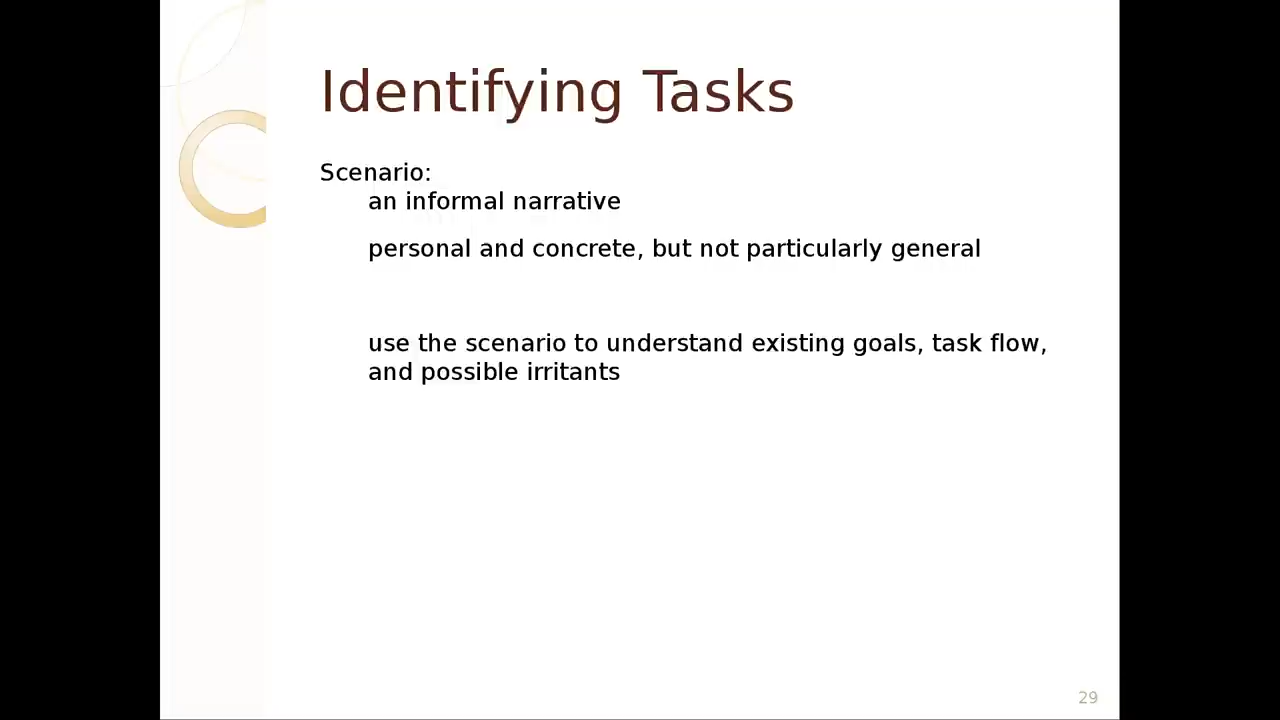 Identifying Tasks
Scenario:
an informal narrative
personal and concrete, but not particularly general
use the scenario to understand existing goals, task flow,
and possible irritants
29